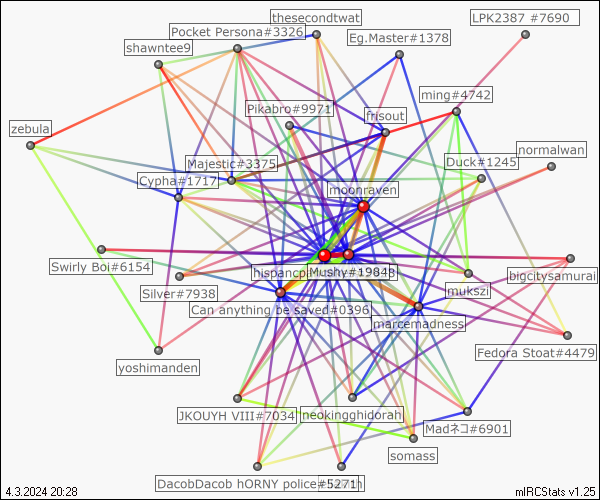 thesecondtwat
LPK2387 #7690
Pocket Persona#3326
Eg.Master#1378
shawntee9
ming#4742
Pikabro#9971
frisout
zebula
normalwan
Majestic#3375
Duck#1245
Cypha#1717
moonraven
Swirly Boi#6154
Mushy#1984
bigcitysamurai
Silver#7938
mukszi
Can anything be saved#0396
marcemadness
Fedora Stoat#4479
yoshimanden
JKOUYH VIII#7034
neokingghidorah
Madネコ#6901
somass
DacobDacob hORNY police#5271
4.3.2024 20:28
mIRCStats v1.25